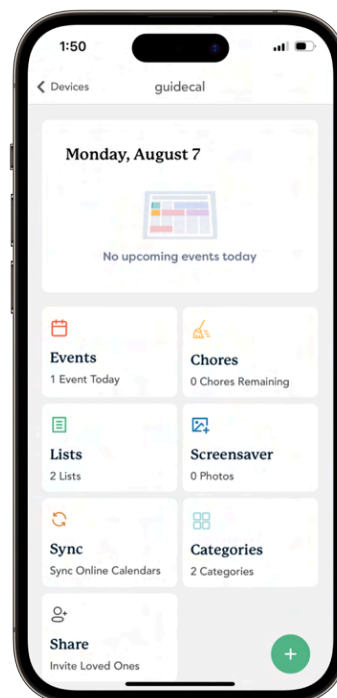 1:50
Devices
guidecal
Monday, August 7
No upcoming events today
Events
1 Event Today
Chores
0 Chores Remaining
Lists
2 Lists
Screensaver
0 Photos
Sync
Sync Online Calendars
Categories
2 Categories
Share
Invite Loved Ones